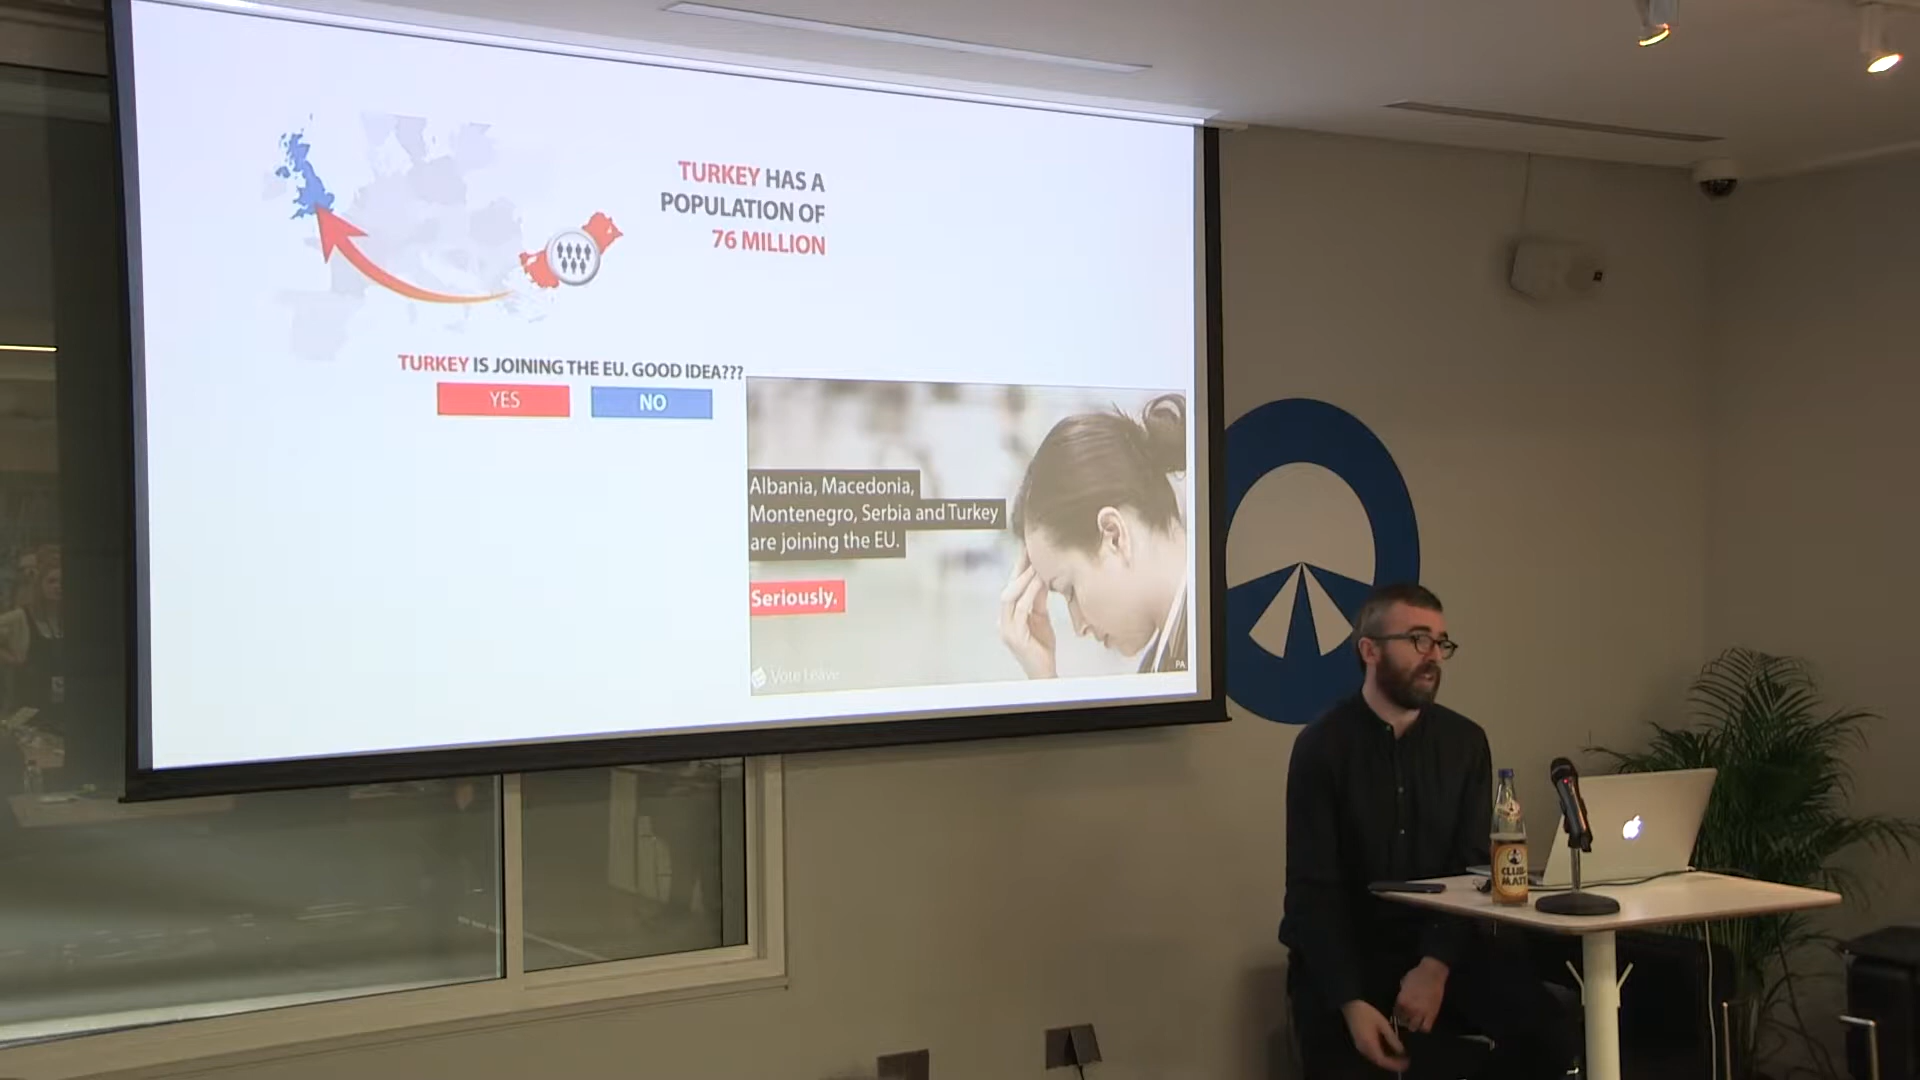 TURKEY HAS A
POPULATION OF
76 MILLION
TURKEY IS JOINING THE EU. GOOD IDEA???
YES
NO
Albania, Macedonia,
Montenegro, Serbia and Turkey
are joining the EU.
Seriously.
Vote Leave
PA
CLUB
MATE